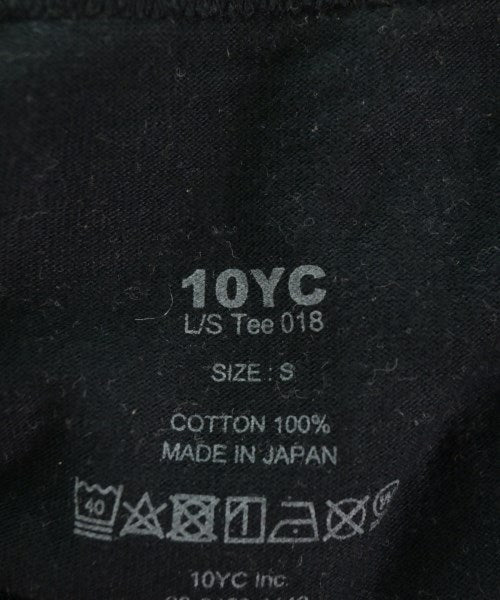 10YC
L/S Tee 018
SIZE : S
COTTON 100%
MADE IN JAPAN
40
10YC Inc.